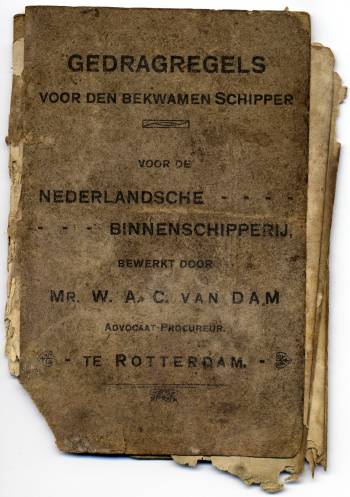 GEDRAGREGELS
VOOR DEN BEKWAMEN SCHIPPER
VOOR DE
NEDERLANDSCHE - - - -
- - - BINNENSCHIPPERIJ,
BEWERKT DOOR
MR. W. A. C. VAN DAM
ADVOCAAT-PROCUREUR.
- TE ROTTERDAM. -